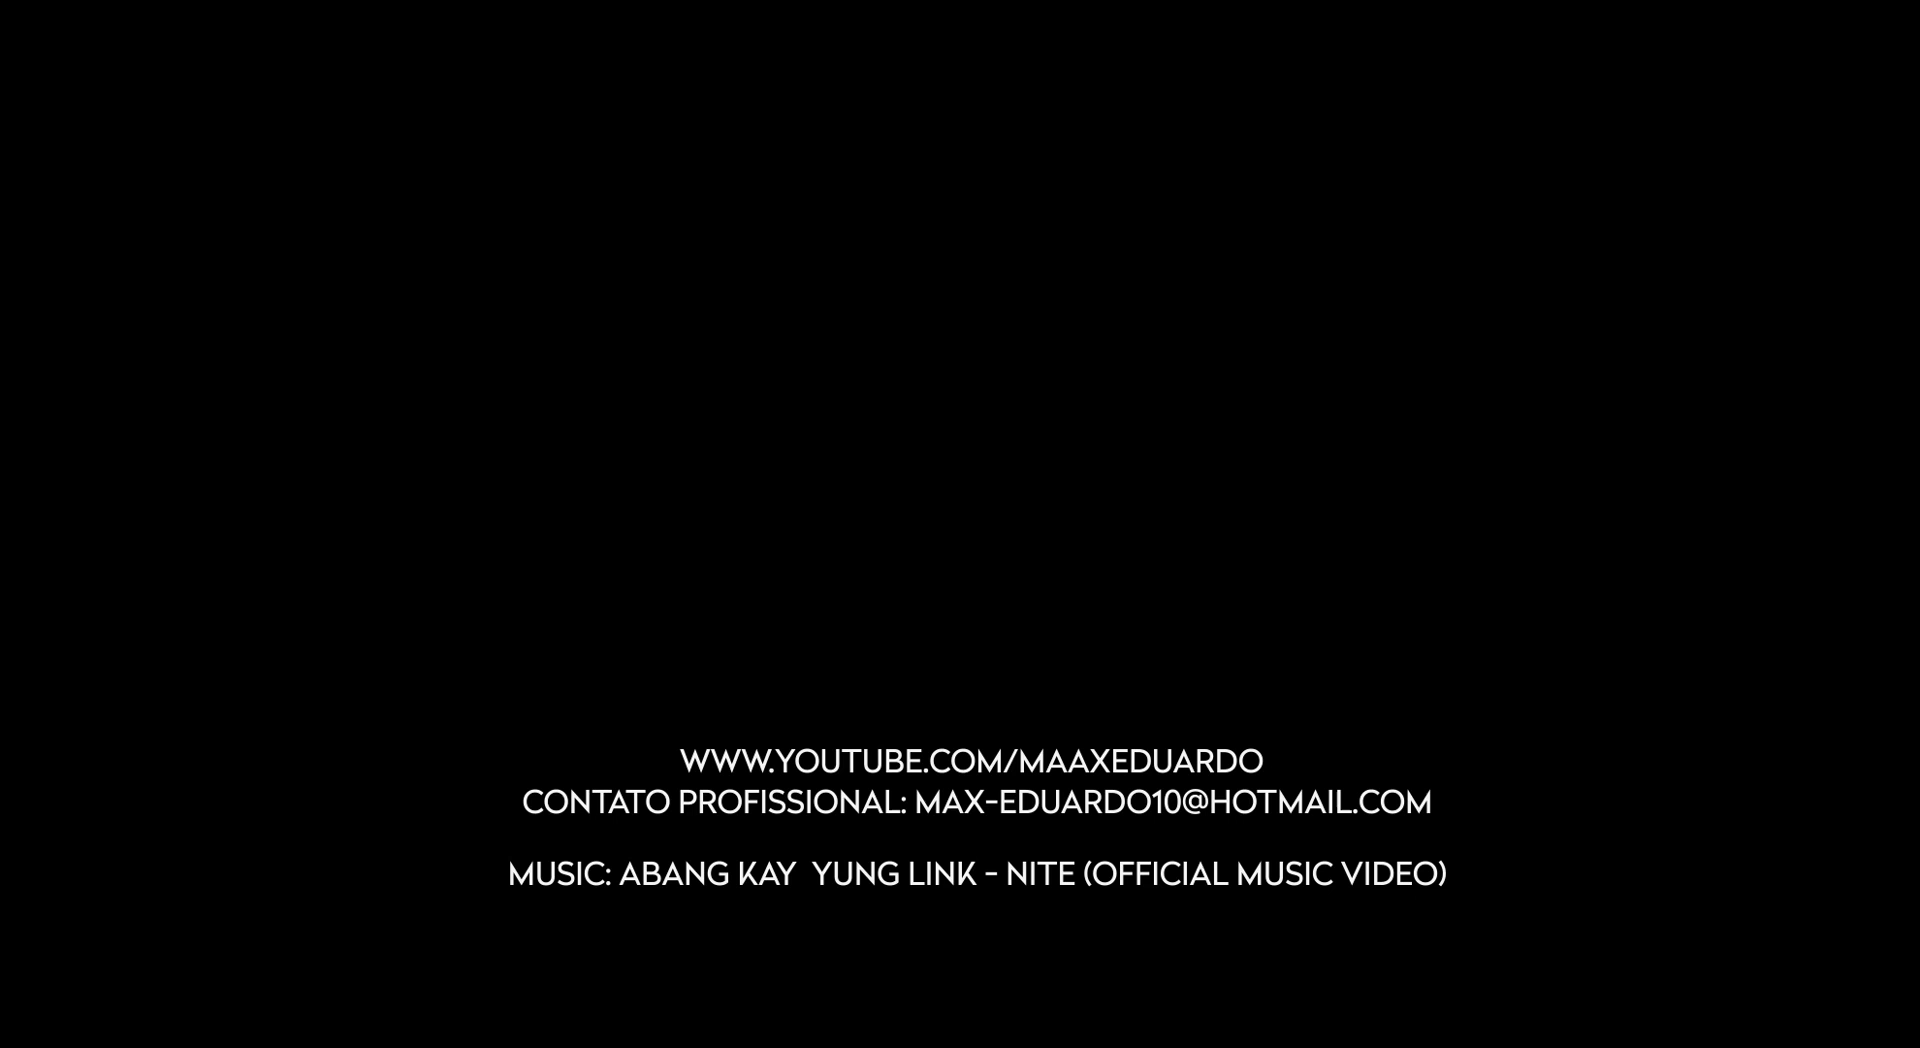 WWW.YOUTUBE.COM/MAAXEDUARDO
CONTATO PROFISSIONAL: MAX-EDUARDO10@HOTMAIL.COM
MUSIC: ABANG KAY  YUNG LINK - NITE (OFFICIAL MUSIC VIDEO)